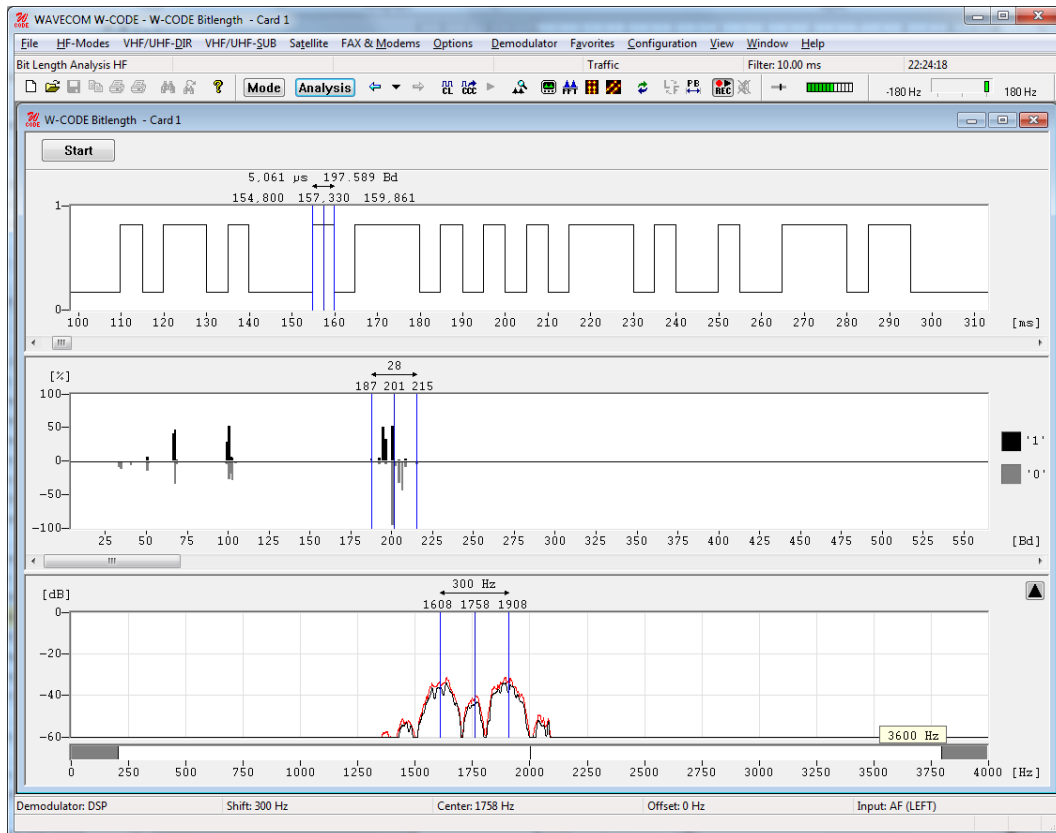 WAVECOM W-CODE - W-CODE Bitlength - Card 1
File HF-Modes VHF/UHF-DIR VHF/UHF-SUB Satellite FAX & Modems Options Demodulator Favorites Configuration View Window Help
Bit Length Analysis HF Traffic Filter: 10.00 ms 22:24:18
Mode Analysis CL CCC PB REC -180 Hz 180 Hz
W-CODE Bitlength - Card 1
Start
5,061 µs 197.589 Bd
154,800 157,330 159,861
1
0
100 110 120 130 140 150 160 170 180 190 200 210 220 230 240 250 260 270 280 290 300 310 [ms]
28
[%] 187 201 215
100
50
0
-50
-100
'1'
'0'
25 50 75 100 125 150 175 200 225 250 275 300 325 350 375 400 425 450 475 500 525 550 [Bd]
300 Hz
[dB] 1608 1758 1908
0
-20
-40
-60
3600 Hz
0 250 500 750 1000 1250 1500 1750 2000 2250 2500 2750 3000 3250 3500 3750 4000 [Hz]
Demodulator: DSP Shift: 300 Hz Center: 1758 Hz Offset: 0 Hz Input: AF (LEFT)